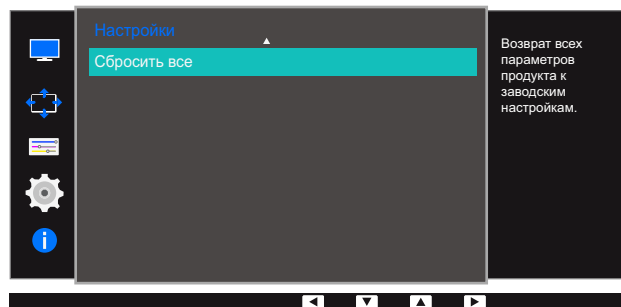 Настройки
Сбросить все
Возврат всех
параметров
продукта к
заводским
настройкам.